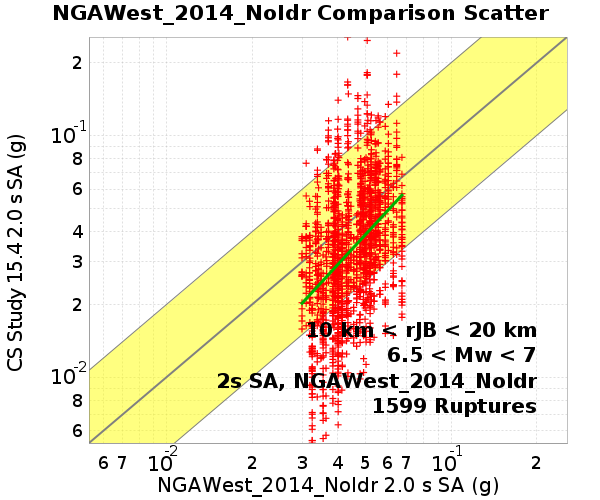 NGAWest_2014_NoIdr Comparison Scatter
CS Study 15.4 2.0 s SA (g)
2
10-1
8
6
4
3
2
10-2
8
6
10 km < rJB < 20 km
6.5 < Mw < 7
2s SA, NGAWest_2014_NoIdr
1599 Ruptures
6 7 10-2 2 3 4 5 6 7 10-1 2
NGAWest_2014_NoIdr 2.0 s SA (g)